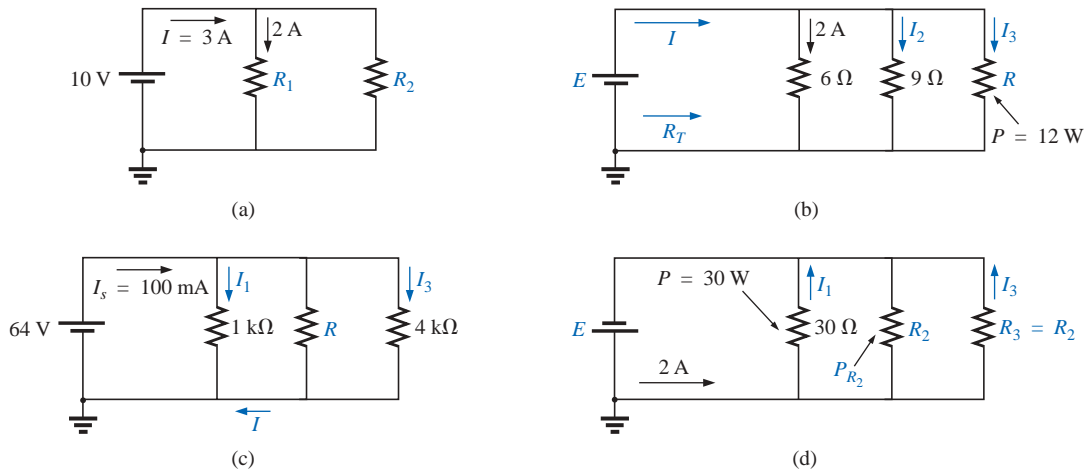 I = 3 A
2 A
10 V
R1
R2
(a)
I
2 A
I2
I3
E
6 Ω
9 Ω
R
RT
P = 12 W
(b)
Is = 100 mA
I1
I3
64 V
1 kΩ
R
4 kΩ
I
(c)
P = 30 W
I1
I3
E
30 Ω
R2
R3 = R2
2 A
PR2
(d)